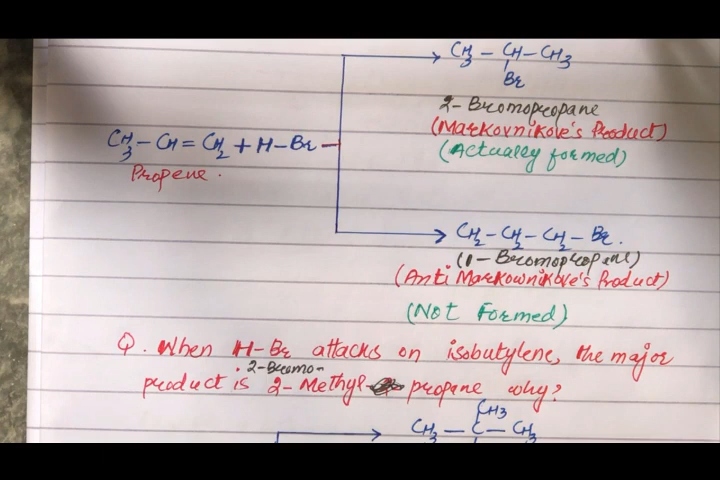 CH3 – CH – CH3
Br
2-Bromopropane
(Markovnikove's Product)
(Actually formed)
CH3 – CH = CH2 + H – Br
Propene.
CH2 – CH2 – CH2 – Br.
(1-Bromopropene)
(Anti Markownikove's Product)
(Not Formed)
Q. When H-Br attacks on isobutylene, the major
product is 2-Bromo- 2-Methyl propane why?
CH3
CH3 – C – CH3